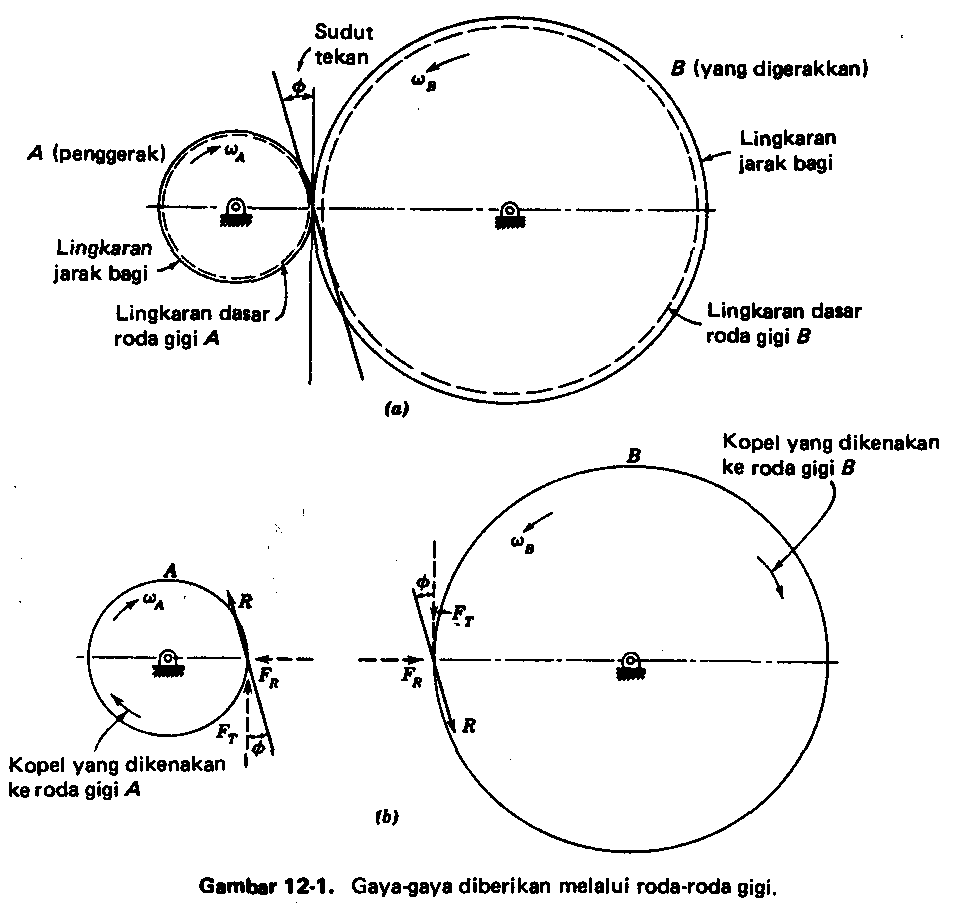 Sudut
tekan
ϕ
ω_B
B (yang digerakkan)
A (penggerak)
ω_A
Lingkaran
jarak bagi
Lingkaran
jarak bagi
Lingkaran dasar
roda gigi A
Lingkaran dasar
roda gigi B
(a)
Kopel yang dikenakan
ke roda gigi B
B
ω_B
A
ω_A
R
ϕ
F_T
F_R
F_R
F_T
ϕ
R
Kopel yang dikenakan
ke roda gigi A
(b)
Gambar 12-1. Gaya-gaya diberikan melalui roda-roda gigi.